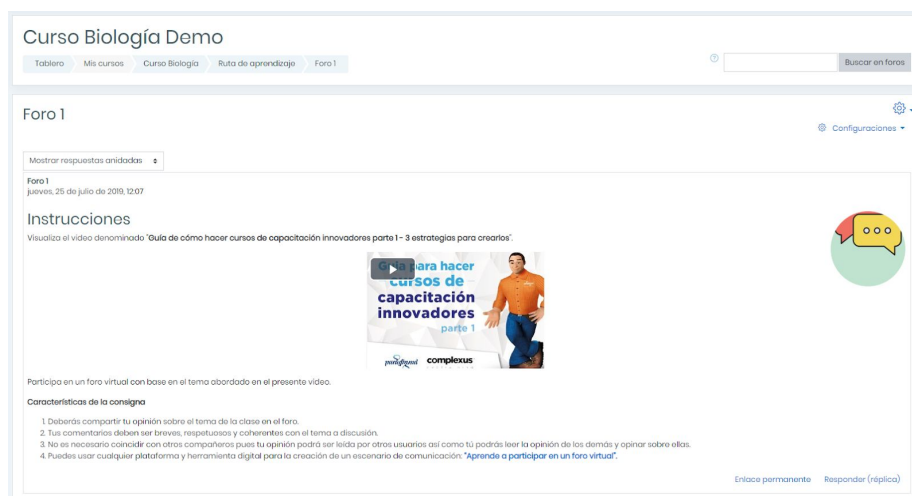 Curso Biología Demo
Tablero Mis cursos Curso Biología Ruta de aprendizaje Foro 1
Buscar en foros
Foro 1
Configuraciones
Mostrar respuestas anidadas
Foro 1
jueves, 25 de julio de 2019, 12:07
Instrucciones
Visualiza el video denominado "Guía de cómo hacer cursos de capacitación innovadores parte 1 - 3 estrategias para crearlos".
Guía para hacer
cursos de
capacitación
innovadores
parte 1
paradigma complexus
Participa en un foro virtual con base en el tema abordado en el presente video.
Características de la consigna
1. Deberás compartir tu opinión sobre el tema de la clase en el foro.
2. Tus comentarios deben ser breves, respetuosos y coherentes con el tema a discusión.
3. No es necesario coincidir con otros compañeros pues tu opinión podrá ser leída por otros usuarios así como tú podrás leer la opinión de los demás y opinar sobre ellas.
4. Puedes usar cualquier plataforma y herramienta digital para la creación de un escenario de comunicación: "Aprende a participar en un foro virtual".
Enlace permanente Responder (réplica)